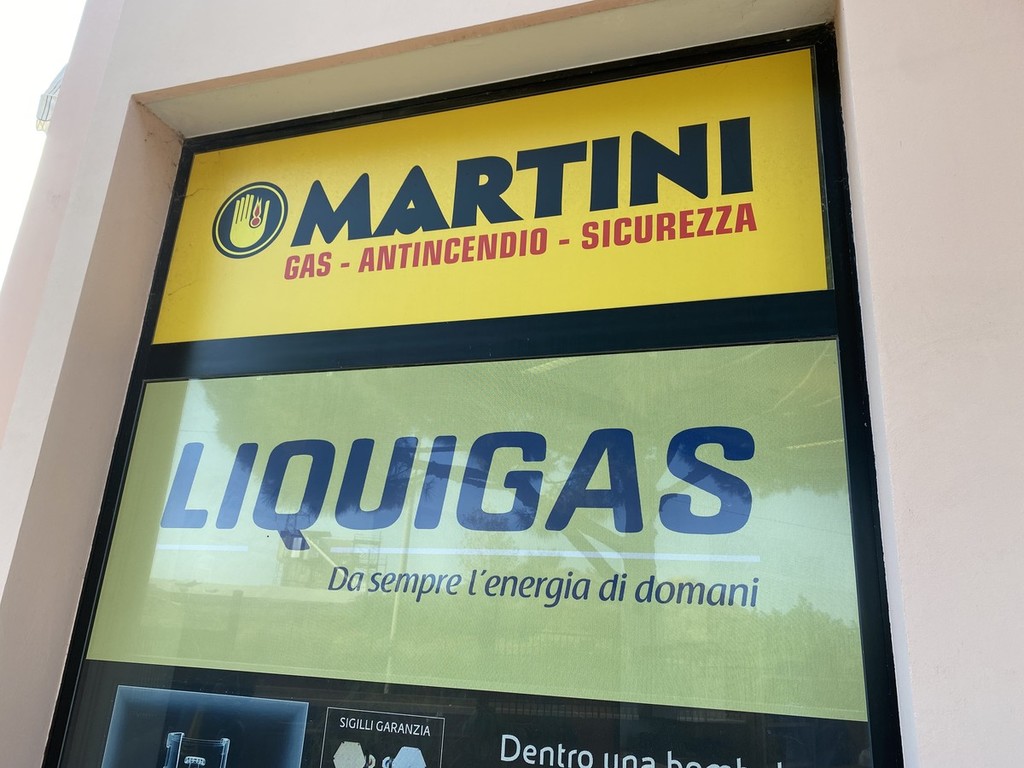 MARTINI
GAS - ANTINCENDIO - SICUREZZA
LIQUIGAS
Da sempre l'energia di domani
SIGILLI GARANZIA
Dentro una